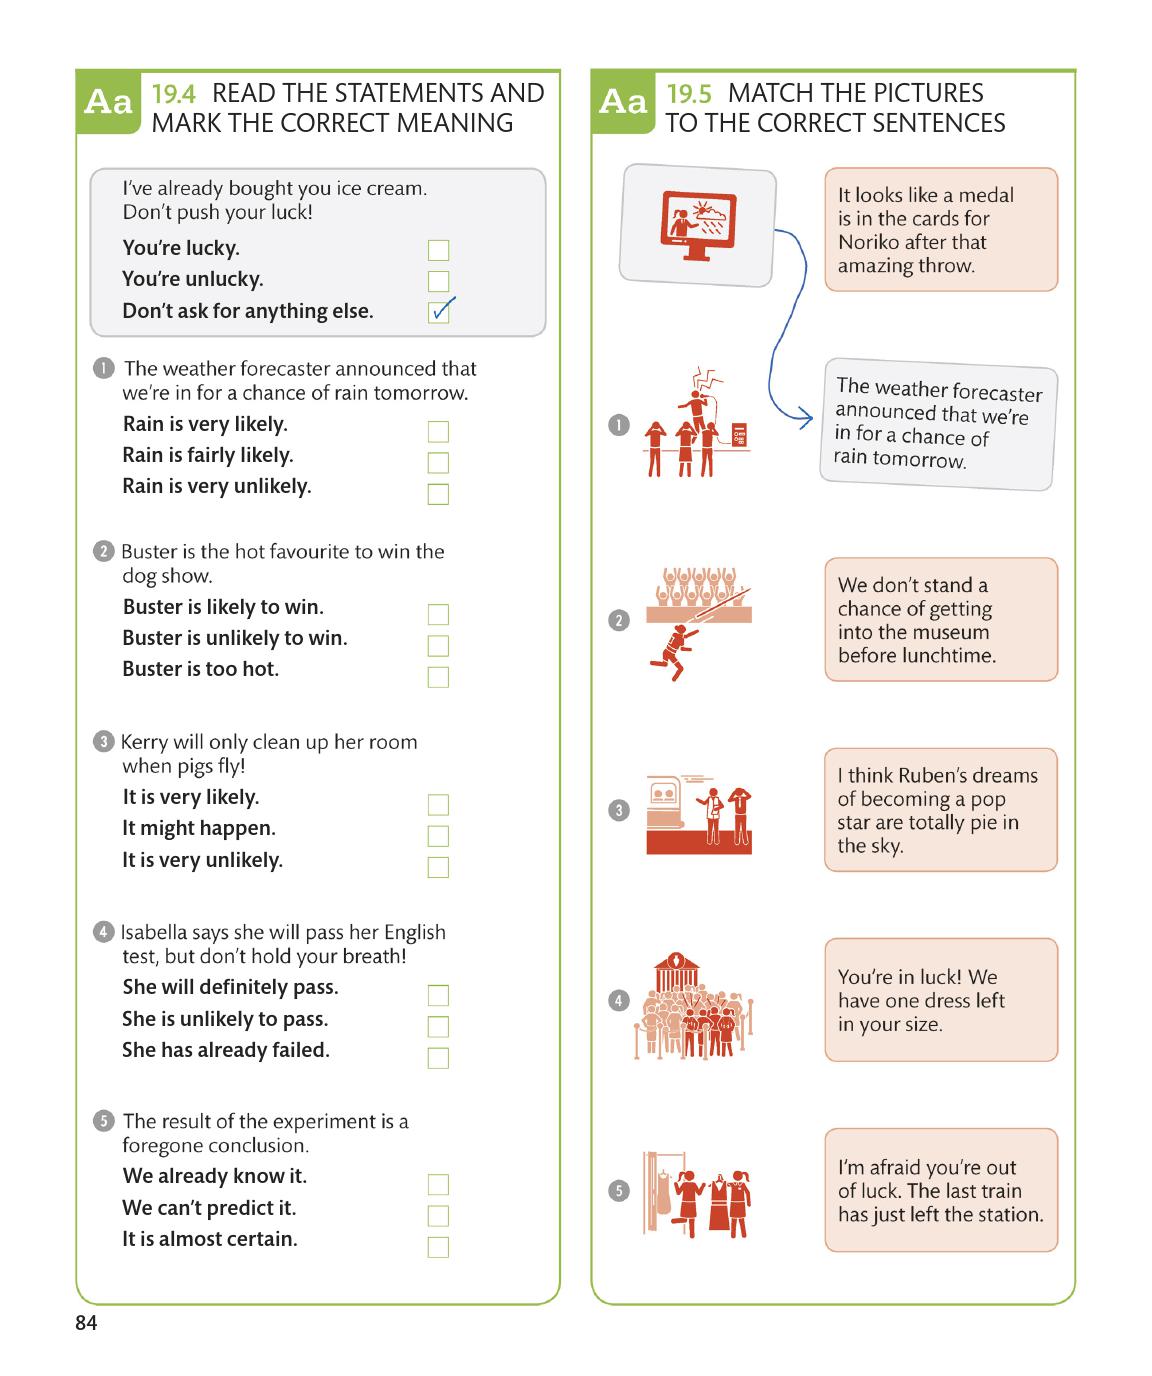 Aa 19.4 READ THE STATEMENTS AND
MARK THE CORRECT MEANING
I've already bought you ice cream.
Don't push your luck!
You're lucky.
You're unlucky.
Don't ask for anything else.
1 The weather forecaster announced that
we're in for a chance of rain tomorrow.
Rain is very likely.
Rain is fairly likely.
Rain is very unlikely.
2 Buster is the hot favourite to win the
dog show.
Buster is likely to win.
Buster is unlikely to win.
Buster is too hot.
3 Kerry will only clean up her room
when pigs fly!
It is very likely.
It might happen.
It is very unlikely.
4 Isabella says she will pass her English
test, but don't hold your breath!
She will definitely pass.
She is unlikely to pass.
She has already failed.
5 The result of the experiment is a
foregone conclusion.
We already know it.
We can't predict it.
It is almost certain.
Aa 19.5 MATCH THE PICTURES
TO THE CORRECT SENTENCES
It looks like a medal
is in the cards for
Noriko after that
amazing throw.
1
The weather forecaster
announced that we're
in for a chance of
rain tomorrow.
2
We don't stand a
chance of getting
into the museum
before lunchtime.
3
I think Ruben's dreams
of becoming a pop
star are totally pie in
the sky.
4
You're in luck! We
have one dress left
in your size.
5
I'm afraid you're out
of luck. The last train
has just left the station.
84